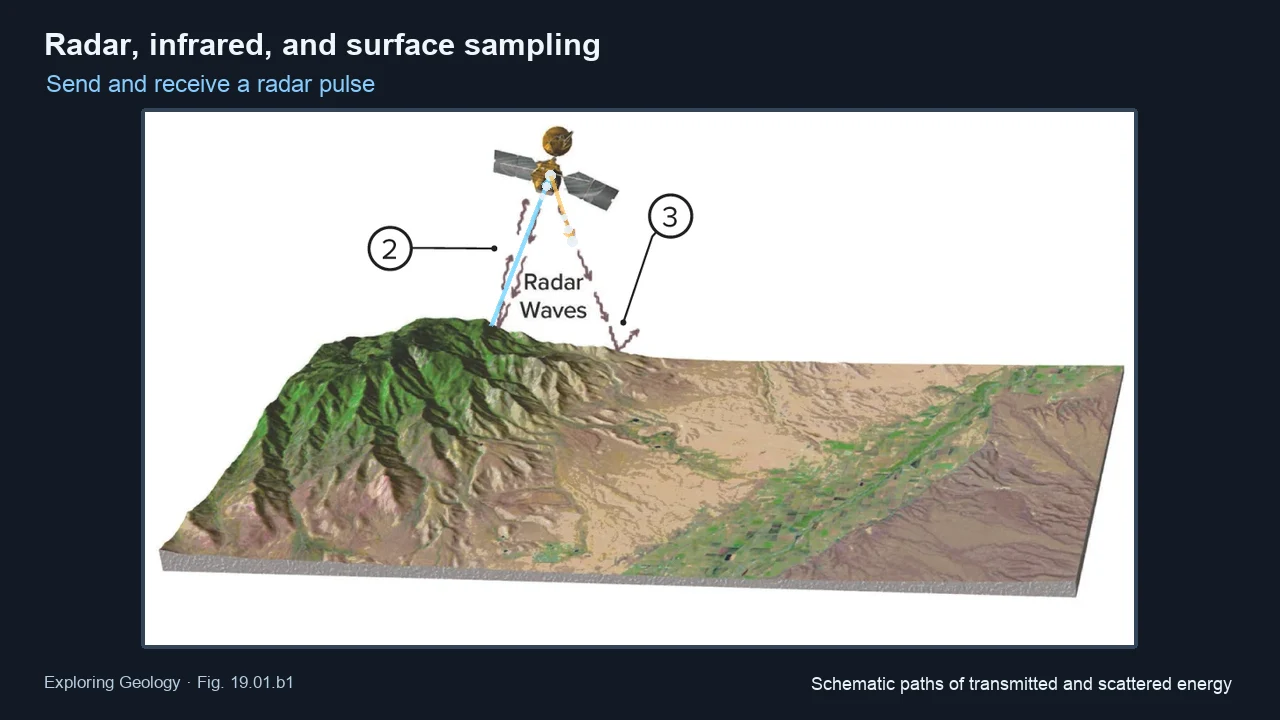 Radar, infrared, and surface sampling
Send and receive a radar pulse
2
3
Radar
Waves
Exploring Geology · Fig. 19.01.b1
Schematic paths of transmitted and scattered energy